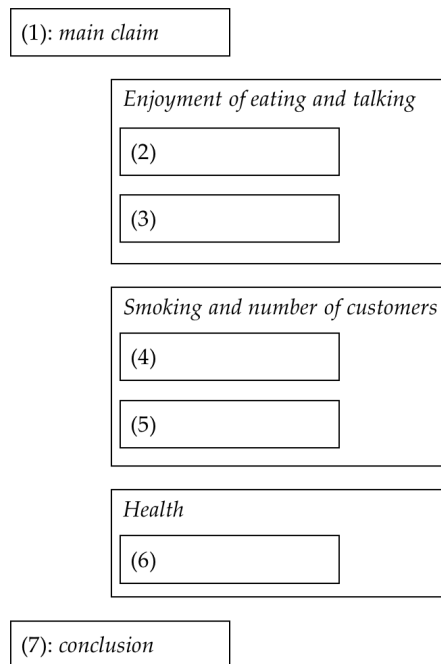 (1): main claim
Enjoyment of eating and talking
(2)
(3)
Smoking and number of customers
(4)
(5)
Health
(6)
(7): conclusion